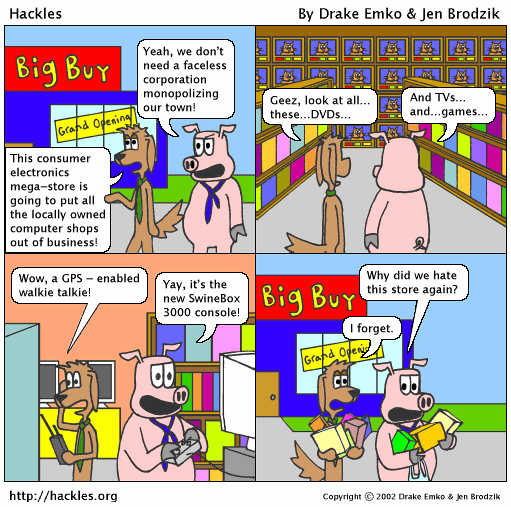 Hackles
By Drake Emko & Jen Brodzik
Big Buy
Grand Opening
Yeah, we don't
need a faceless
corporation
monopolizing
our town!
This consumer
electronics
mega-store is
going to put all
the locally owned
computer shops
out of business!
Geez, look at all...
these...DVDs...
And TVs...
and...games...
Wow, a GPS - enabled
walkie talkie!
Yay, it's the
new SwineBox
3000 console!
Why did we hate
this store again?
Big Buy
I forget.
Grand Opening
http://hackles.org
Copyright © 2002 Drake Emko & Jen Brodzik